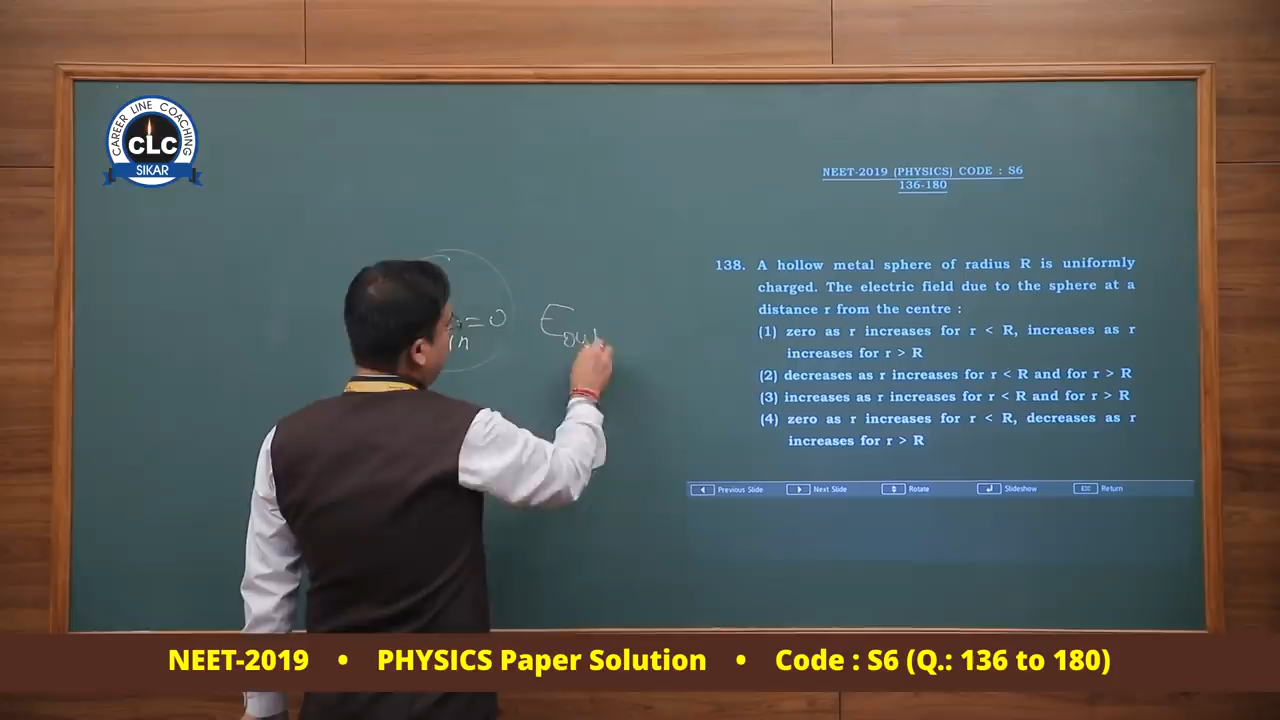 CAREER LINE COACHING
CLC
SIKAR
NEET-2019 (PHYSICS) CODE : S6
136-180
138. A hollow metal sphere of radius R is uniformly
charged. The electric field due to the sphere at a
distance r from the centre :
(1) zero as r increases for r < R, increases as r
increases for r > R
(2) decreases as r increases for r < R and for r > R
(3) increases as r increases for r < R and for r > R
(4) zero as r increases for r < R, decreases as r
increases for r > R
=0
in
Eout
Previous Slide Next Slide Rotate Slideshow ESC Return
NEET-2019 • PHYSICS Paper Solution • Code : S6 (Q.: 136 to 180)